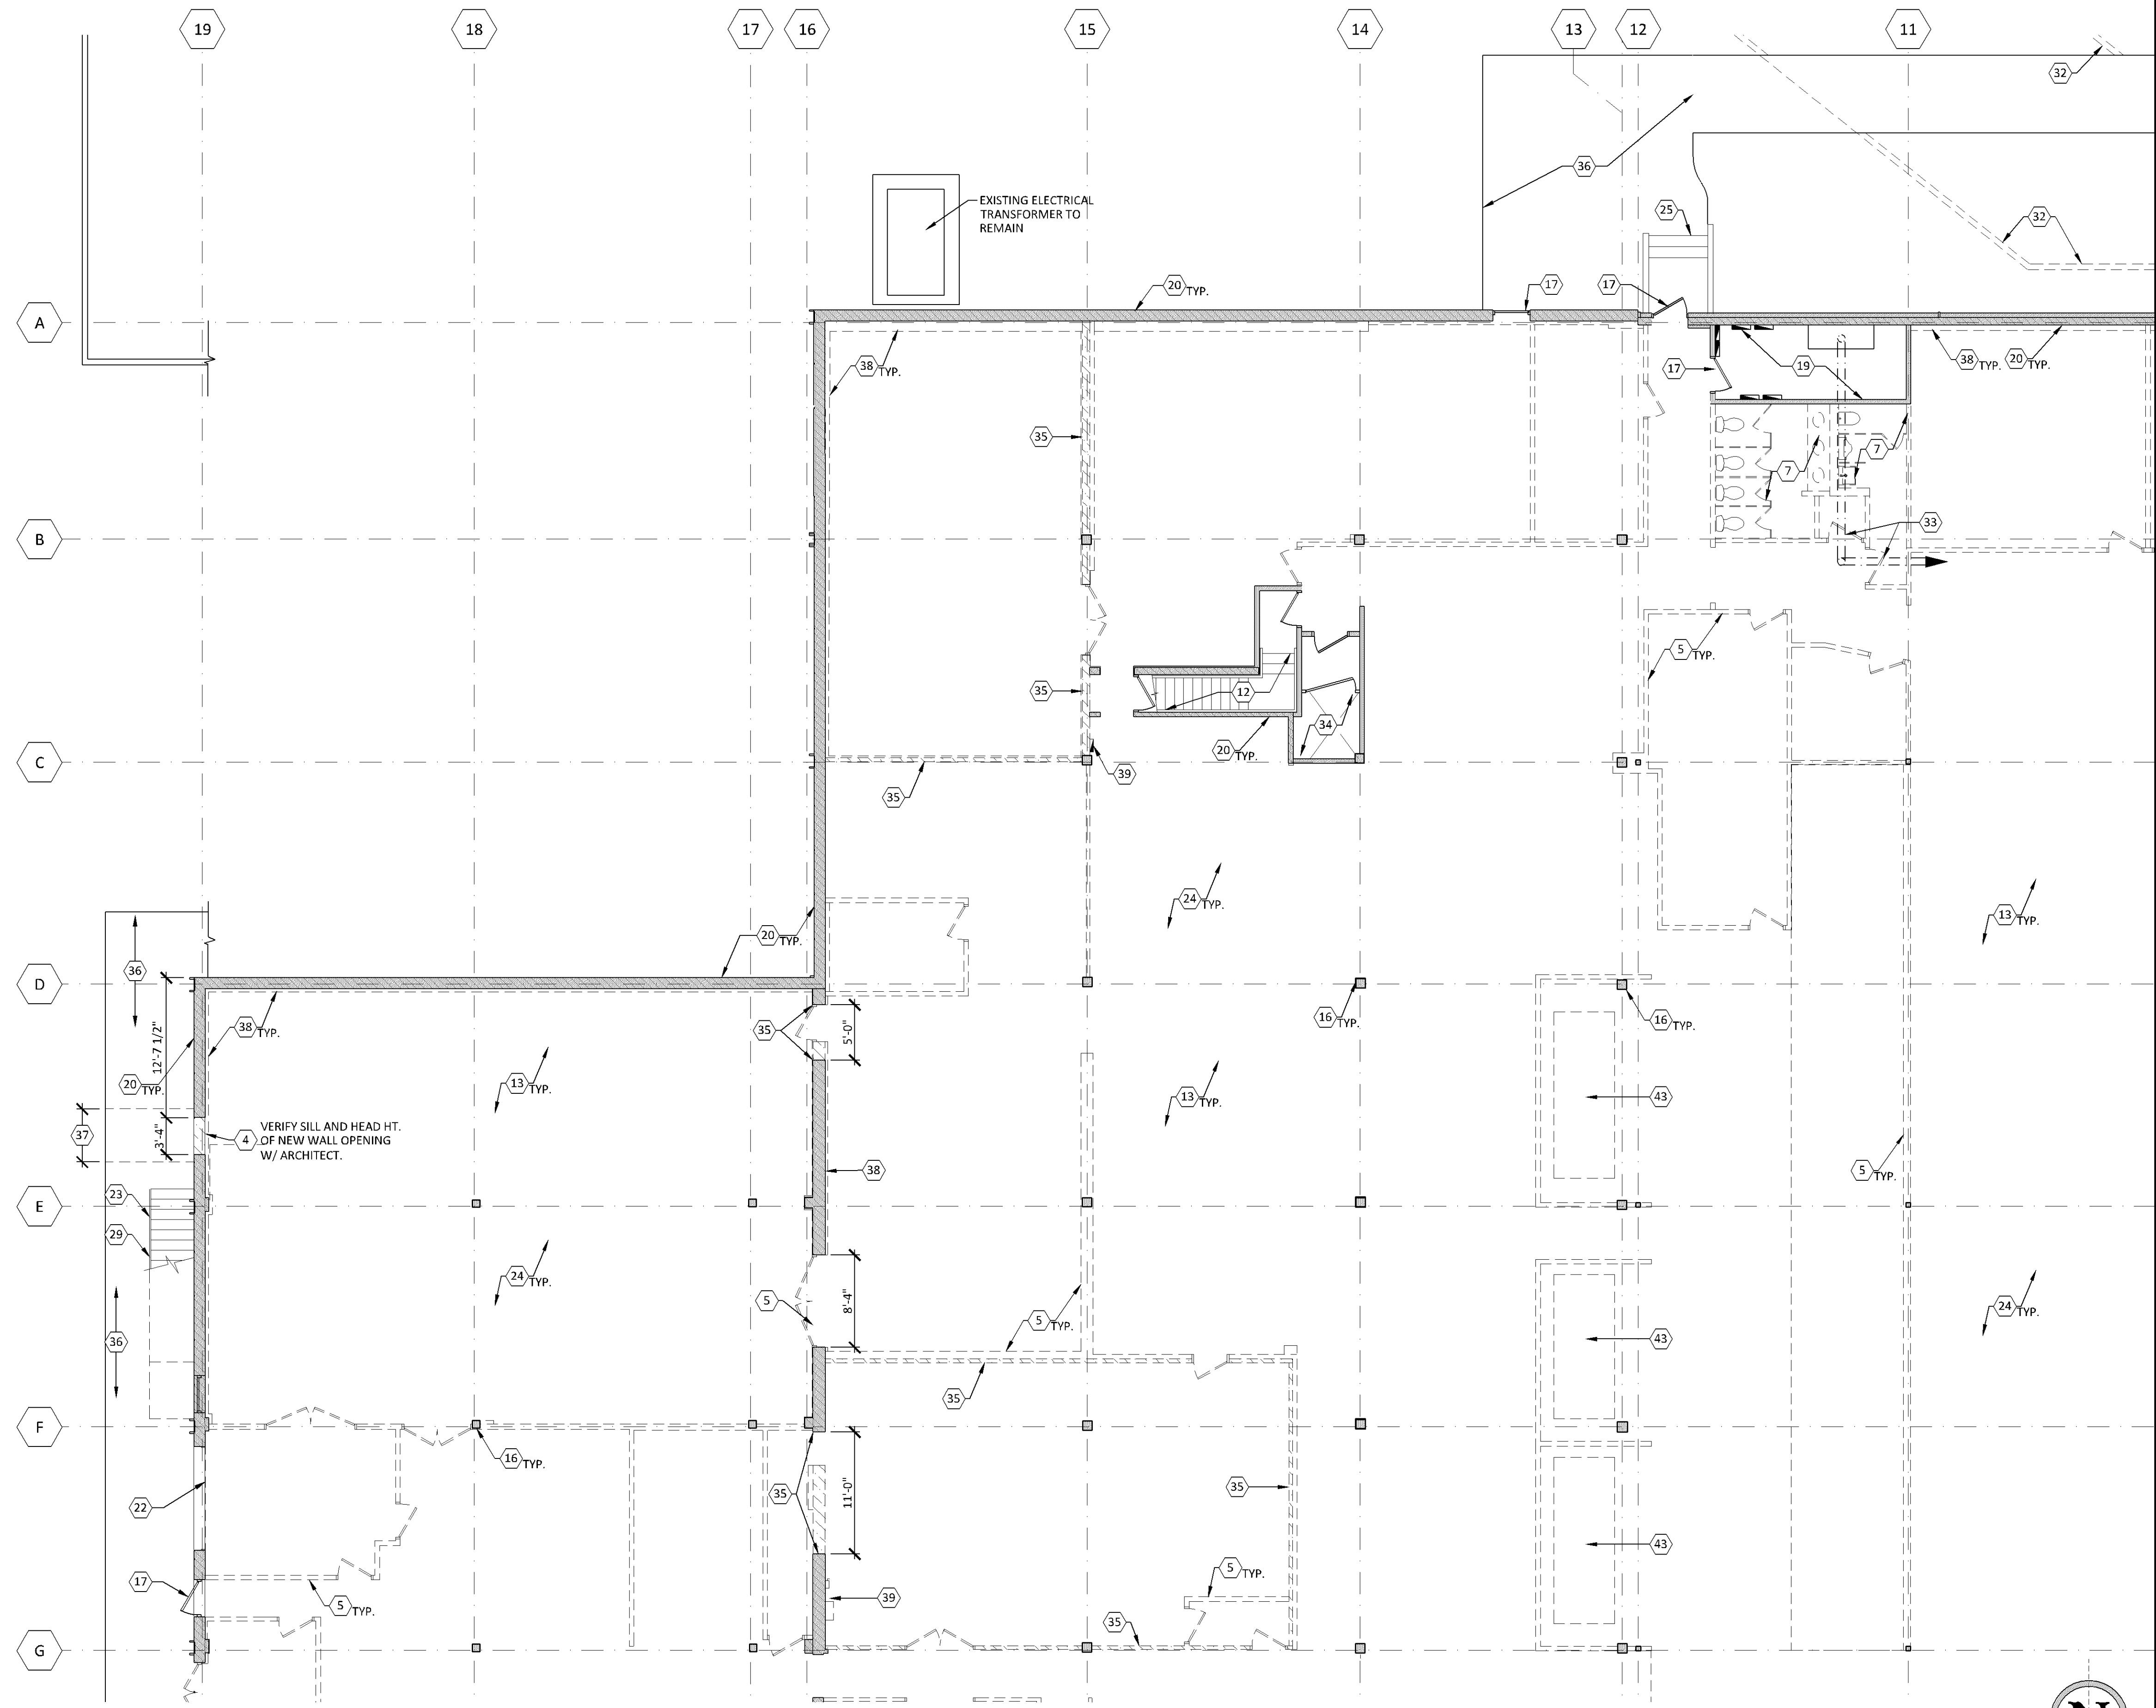 19
18
17
16
15
14
13
12
11
32
36
EXISTING ELECTRICAL
TRANSFORMER TO
REMAIN
25
32
20 TYP.
17
17
A
38 TYP.
17
19
38 TYP.
20 TYP.
35
7
7
33
B
5 TYP.
35
12
34
20 TYP.
39
C
35
24 TYP.
13 TYP.
20 TYP.
36
D
38 TYP.
35
5'-0"
16 TYP.
16 TYP.
12'-7 1/2"
20 TYP.
13 TYP.
13 TYP.
43
37
3'-4"
4
VERIFY SILL AND HEAD HT.
OF NEW WALL OPENING
W/ ARCHITECT.
38
5 TYP.
23
E
29
24 TYP.
5
8'-4"
5 TYP.
24 TYP.
36
43
35
F
16 TYP.
22
35
11'-0"
35
43
17
5 TYP.
39
5 TYP.
35
G
N